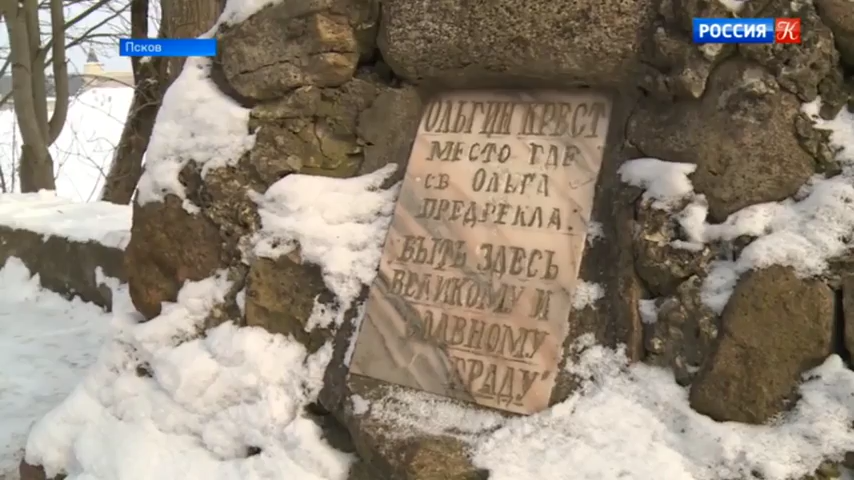 Псков
РОССИЯ К
ОЛЬГИН КРЕСТ
МЕСТО ГДЕ
СВ ОЛЬГА
ПРЕДРЕКЛА:
"БЫТЬ ЗДЕСЬ
ВЕЛИКОМУ И
СЛАВНОМУ
ГРАДУ"